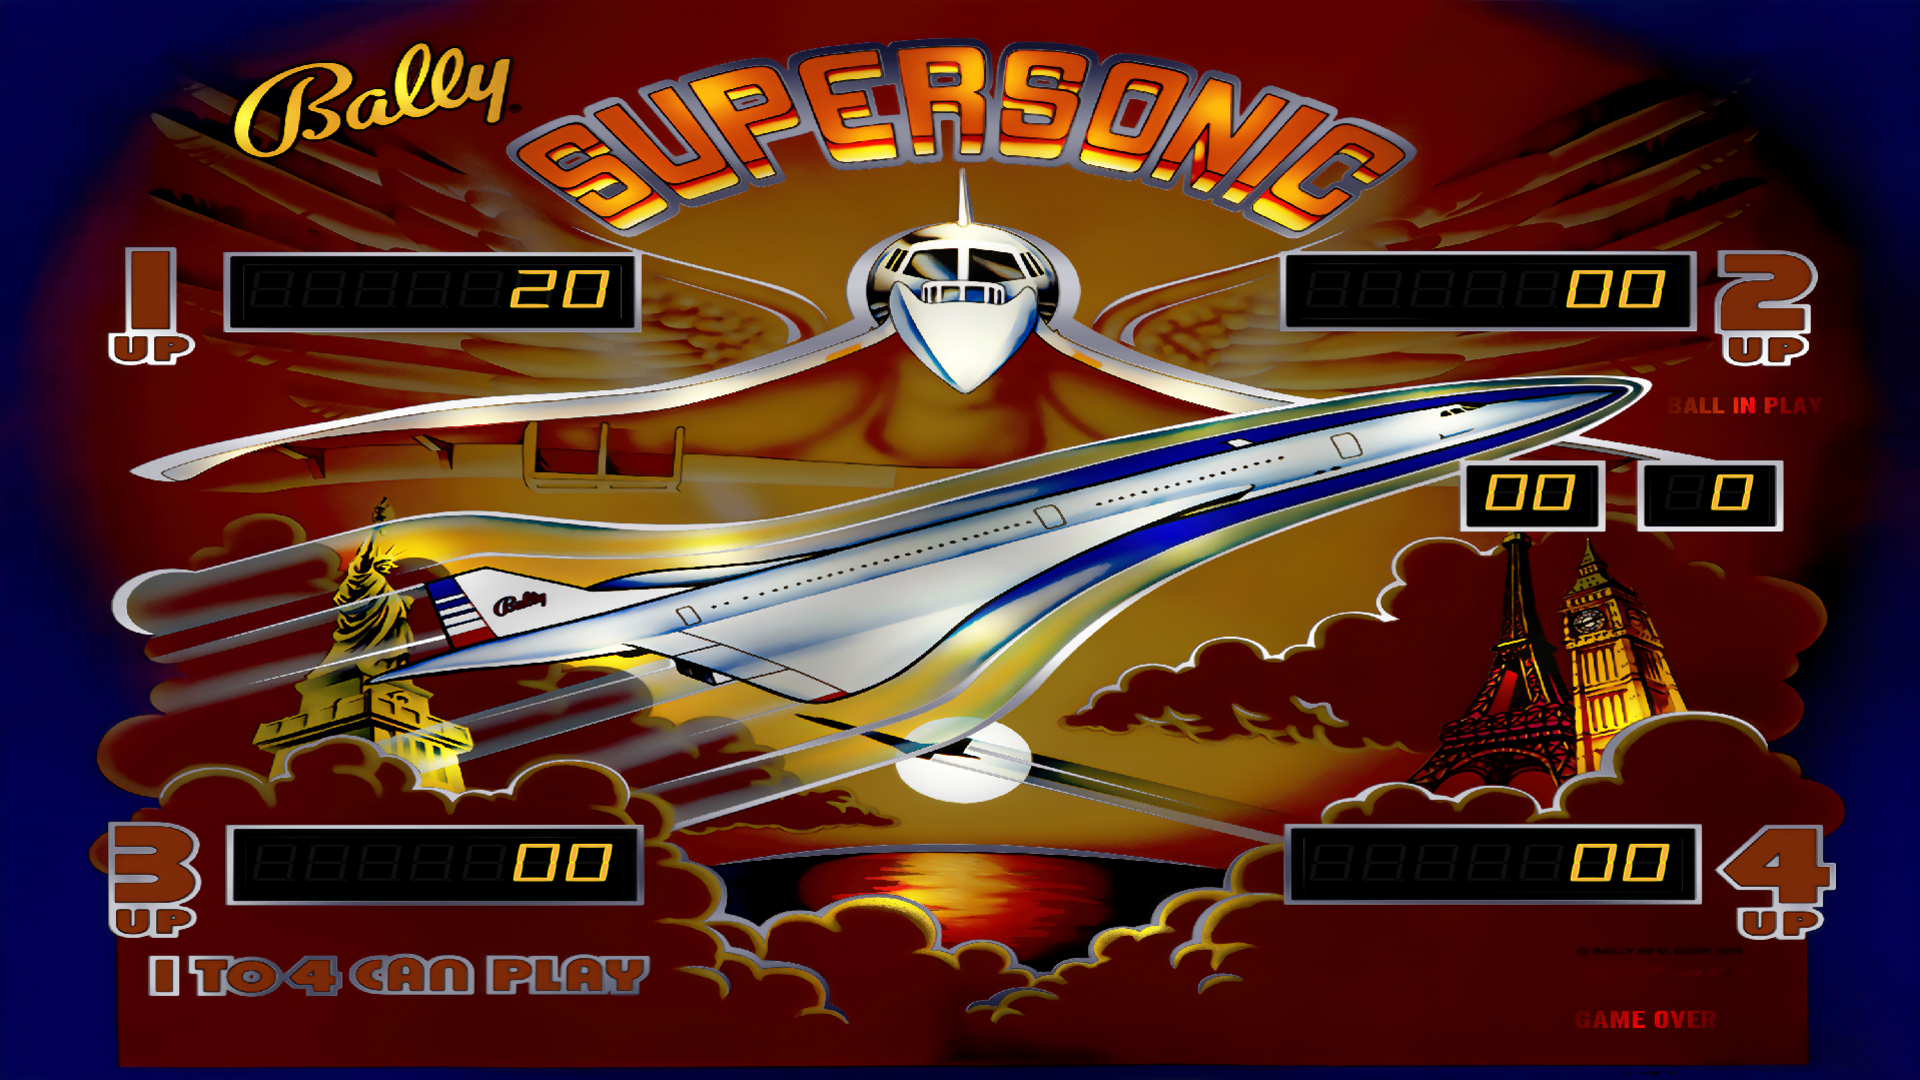 Bally
SUPERSONIC
1 UP
20
00
2 UP
BALL IN PLAY
00
0
Bally
3 UP
00
00
4 UP
1 TO 4 CAN PLAY
GAME OVER